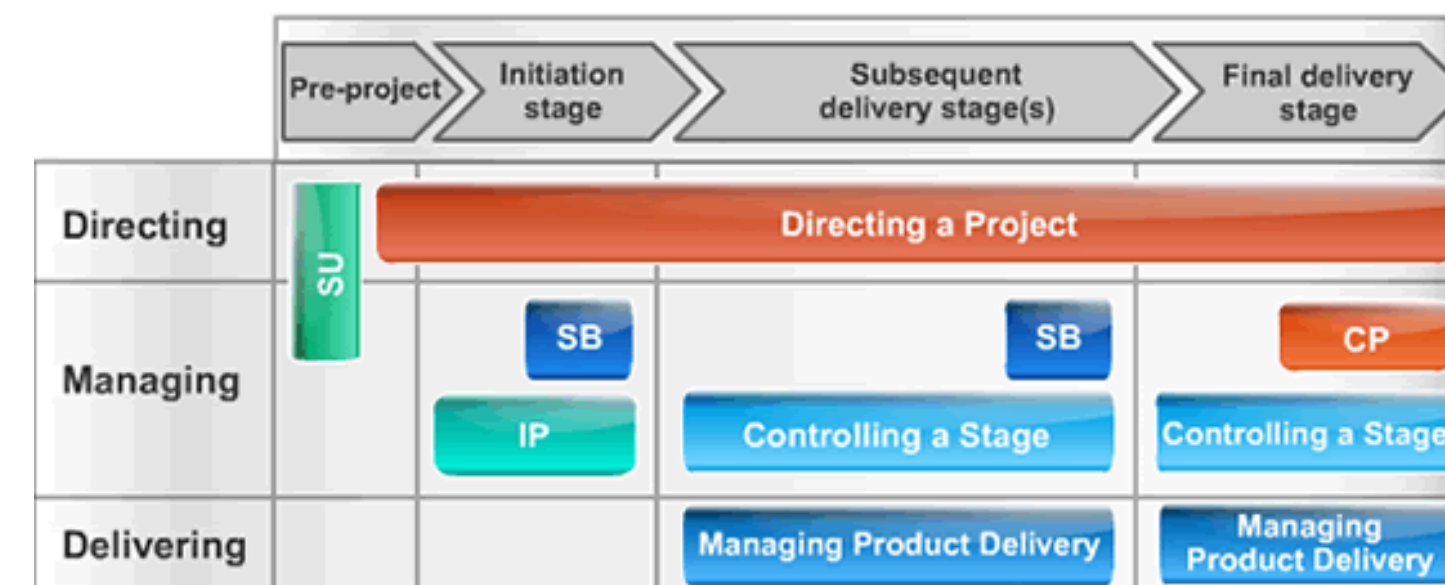 Pre-project
Initiation
stage
Subsequent
delivery stage(s)
Final delivery
stage
Directing
SU
Directing a Project
Managing
SB
SB
CP
IP
Controlling a Stage
Controlling a Stage
Delivering
Managing Product Delivery
Managing
Product Delivery